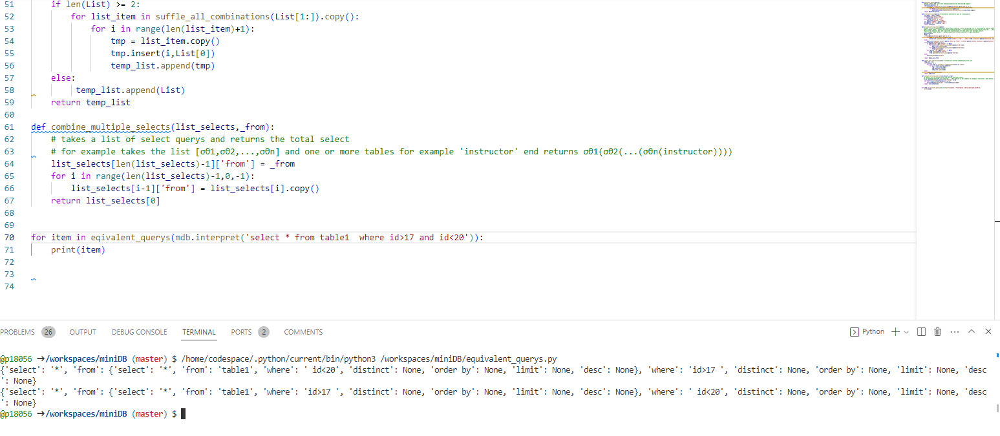 51 if len(List) >= 2:
52 for list_item in suffle_all_combinations(List[1:]).copy():
53 for i in range(len(list_item)+1):
54 tmp = list_item.copy()
55 tmp.insert(i,List[0])
56 temp_list.append(tmp)
57 else:
58 temp_list.append(List)
59 return temp_list
60
61 def combine_multiple_selects(list_selects,_from):
62 # takes a list of select querys and returns the total select
63 # for example takes the list [σθ1,σθ2,...,σθn] and one or more tables for example 'instructor' end returns σθ1(σθ2(...(σθn(instructor))))
64 list_selects[len(list_selects)-1]['from'] = _from
65 for i in range(len(list_selects)-1,0,-1):
66 list_selects[i-1]['from'] = list_selects[i].copy()
67 return list_selects[0]
68
69
70 for item in eqivalent_querys(mdb.interpret('select * from table1  where id>17 and id<20')):
71 print(item)
72
73
74
PROBLEMS 26 OUTPUT DEBUG CONSOLE TERMINAL PORTS 2 COMMENTS Python
@p18056 ➜/workspaces/miniDB (master) $ /home/codespace/.python/current/bin/python3 /workspaces/miniDB/equivalent_querys.py
{'select': '*', 'from': {'select': '*', 'from': 'table1', 'where': ' id<20', 'distinct': None, 'order by': None, 'limit': None, 'desc': None}, 'where': 'id>17 ', 'distinct': None, 'order by': None, 'limit': None, 'desc
': None}
{'select': '*', 'from': {'select': '*', 'from': 'table1', 'where': 'id>17 ', 'distinct': None, 'order by': None, 'limit': None, 'desc': None}, 'where': ' id<20', 'distinct': None, 'order by': None, 'limit': None, 'desc
': None}
@p18056 ➜/workspaces/miniDB (master) $